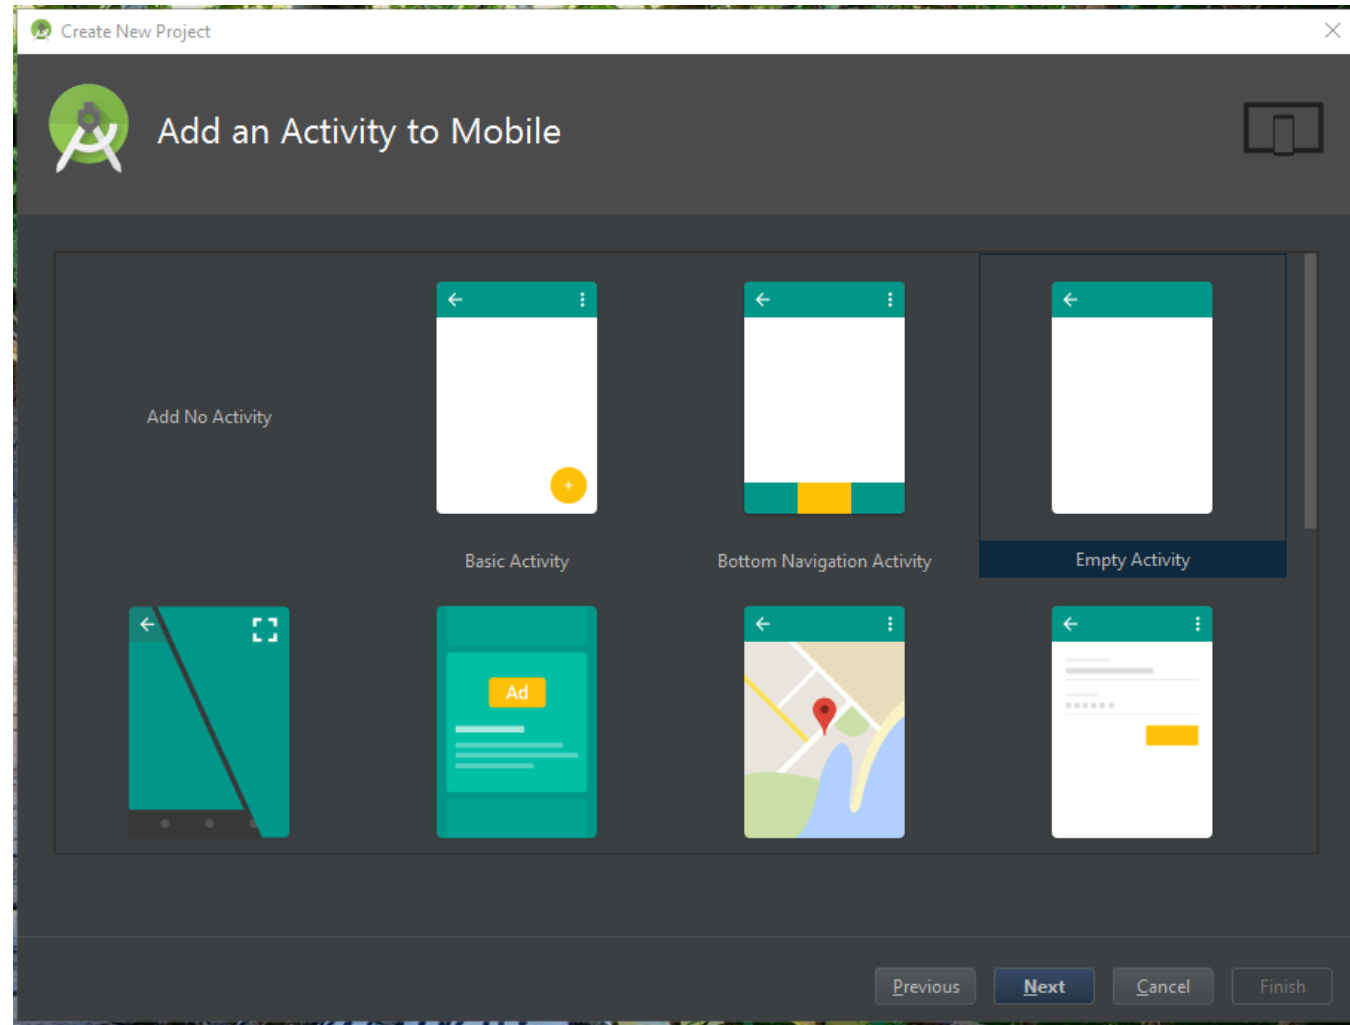 Create New Project
Add an Activity to Mobile
Add No Activity
Basic Activity
Bottom Navigation Activity
Empty Activity
Ad
Previous
Next
Cancel
Finish